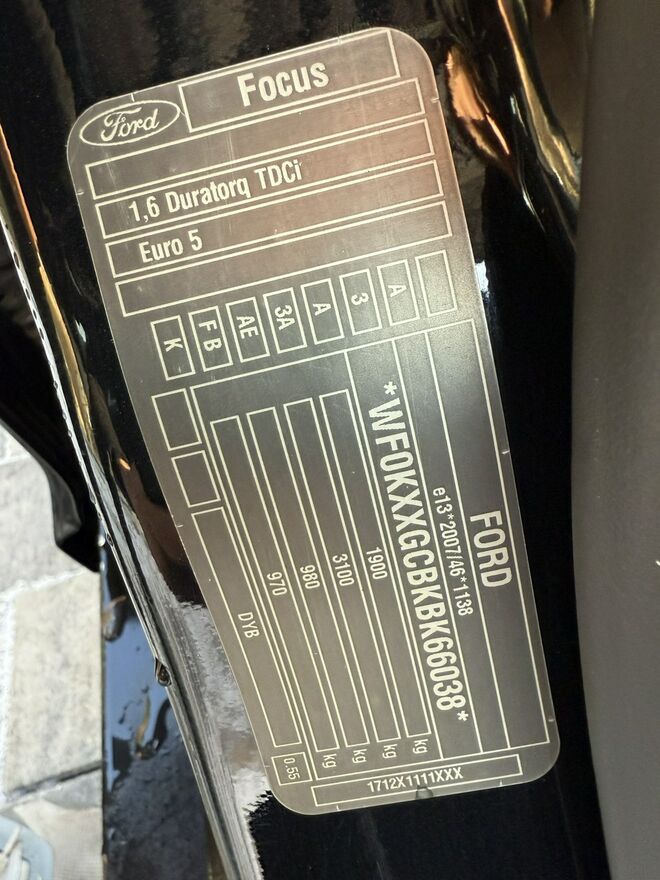 Ford
Focus
1,6 Duratorq TDCi
Euro 5
K
FB
AE
3A
A
3
A
FORD
e13*2007/46*1138
*WF0KXXGCBKBK66038*
1900 kg
3100 kg
980 kg
970 kg
DYB
0.55
1712X1111XXX